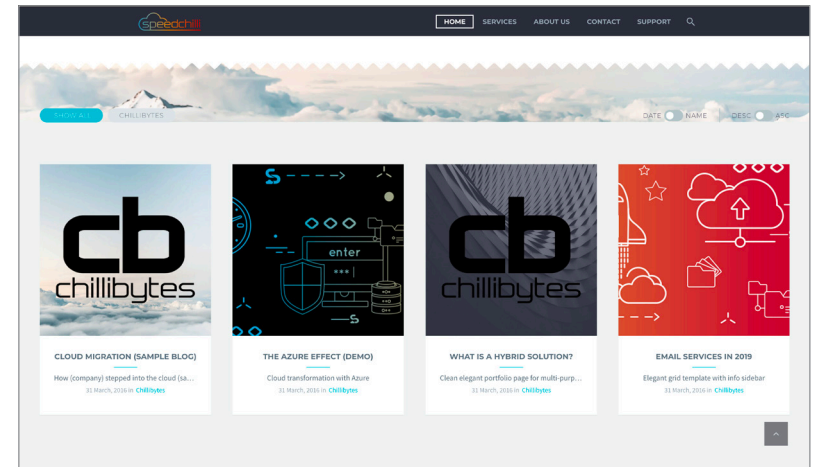 speedchilli
HOME SERVICES ABOUT US CONTACT SUPPORT
SHOW ALL CHILLIBYTES
DATE NAME DESC ASC
cb
chillibytes
S
enter
***
S
cb
chillibytes
CLOUD MIGRATION (SAMPLE BLOG)
How (company) stepped into the cloud (sa...
31 March, 2016 in Chillibytes
THE AZURE EFFECT (DEMO)
Cloud transformation with Azure
31 March, 2016 in Chillibytes
WHAT IS A HYBRID SOLUTION?
Clean elegant portfolio page for multi-purp...
31 March, 2016 in Chillibytes
EMAIL SERVICES IN 2019
Elegant grid template with info sidebar
31 March, 2016 in Chillibytes